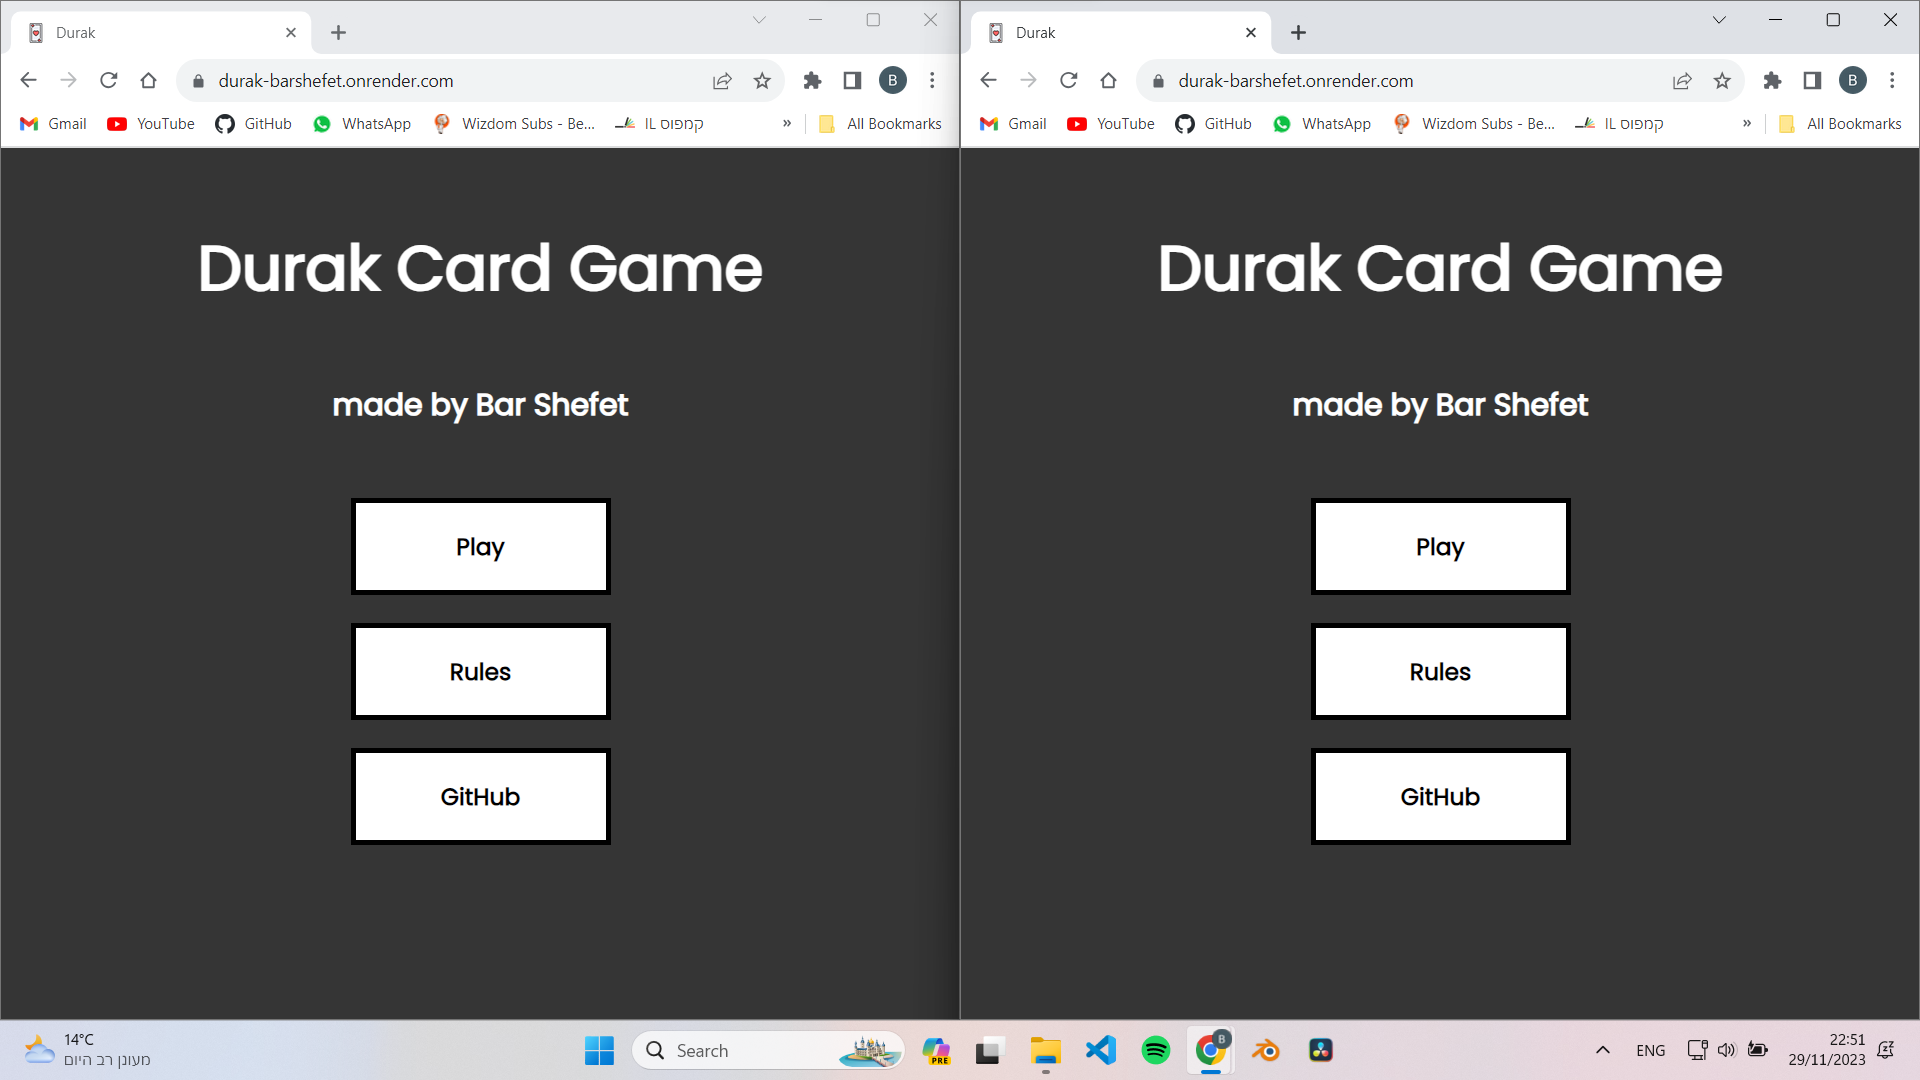 Durak
durak-barshefet.onrender.com
B
Gmail YouTube GitHub WhatsApp Wizdom Subs - Be... קמפוס IL » All Bookmarks
Durak Card Game
made by Bar Shefet
Play
Rules
GitHub
Durak
durak-barshefet.onrender.com
B
Gmail YouTube GitHub WhatsApp Wizdom Subs - Be... קמפוס IL » All Bookmarks
Durak Card Game
made by Bar Shefet
Play
Rules
GitHub
14°C
מעונן רב היום
Search
PRE
B
ENG
22:51
29/11/2023